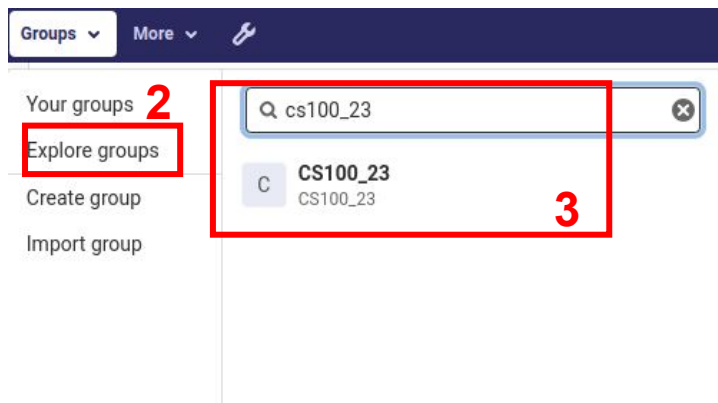 Groups More
Your groups 2
Explore groups
Create group
Import group
cs100_23
C CS100_23
CS100_23
3